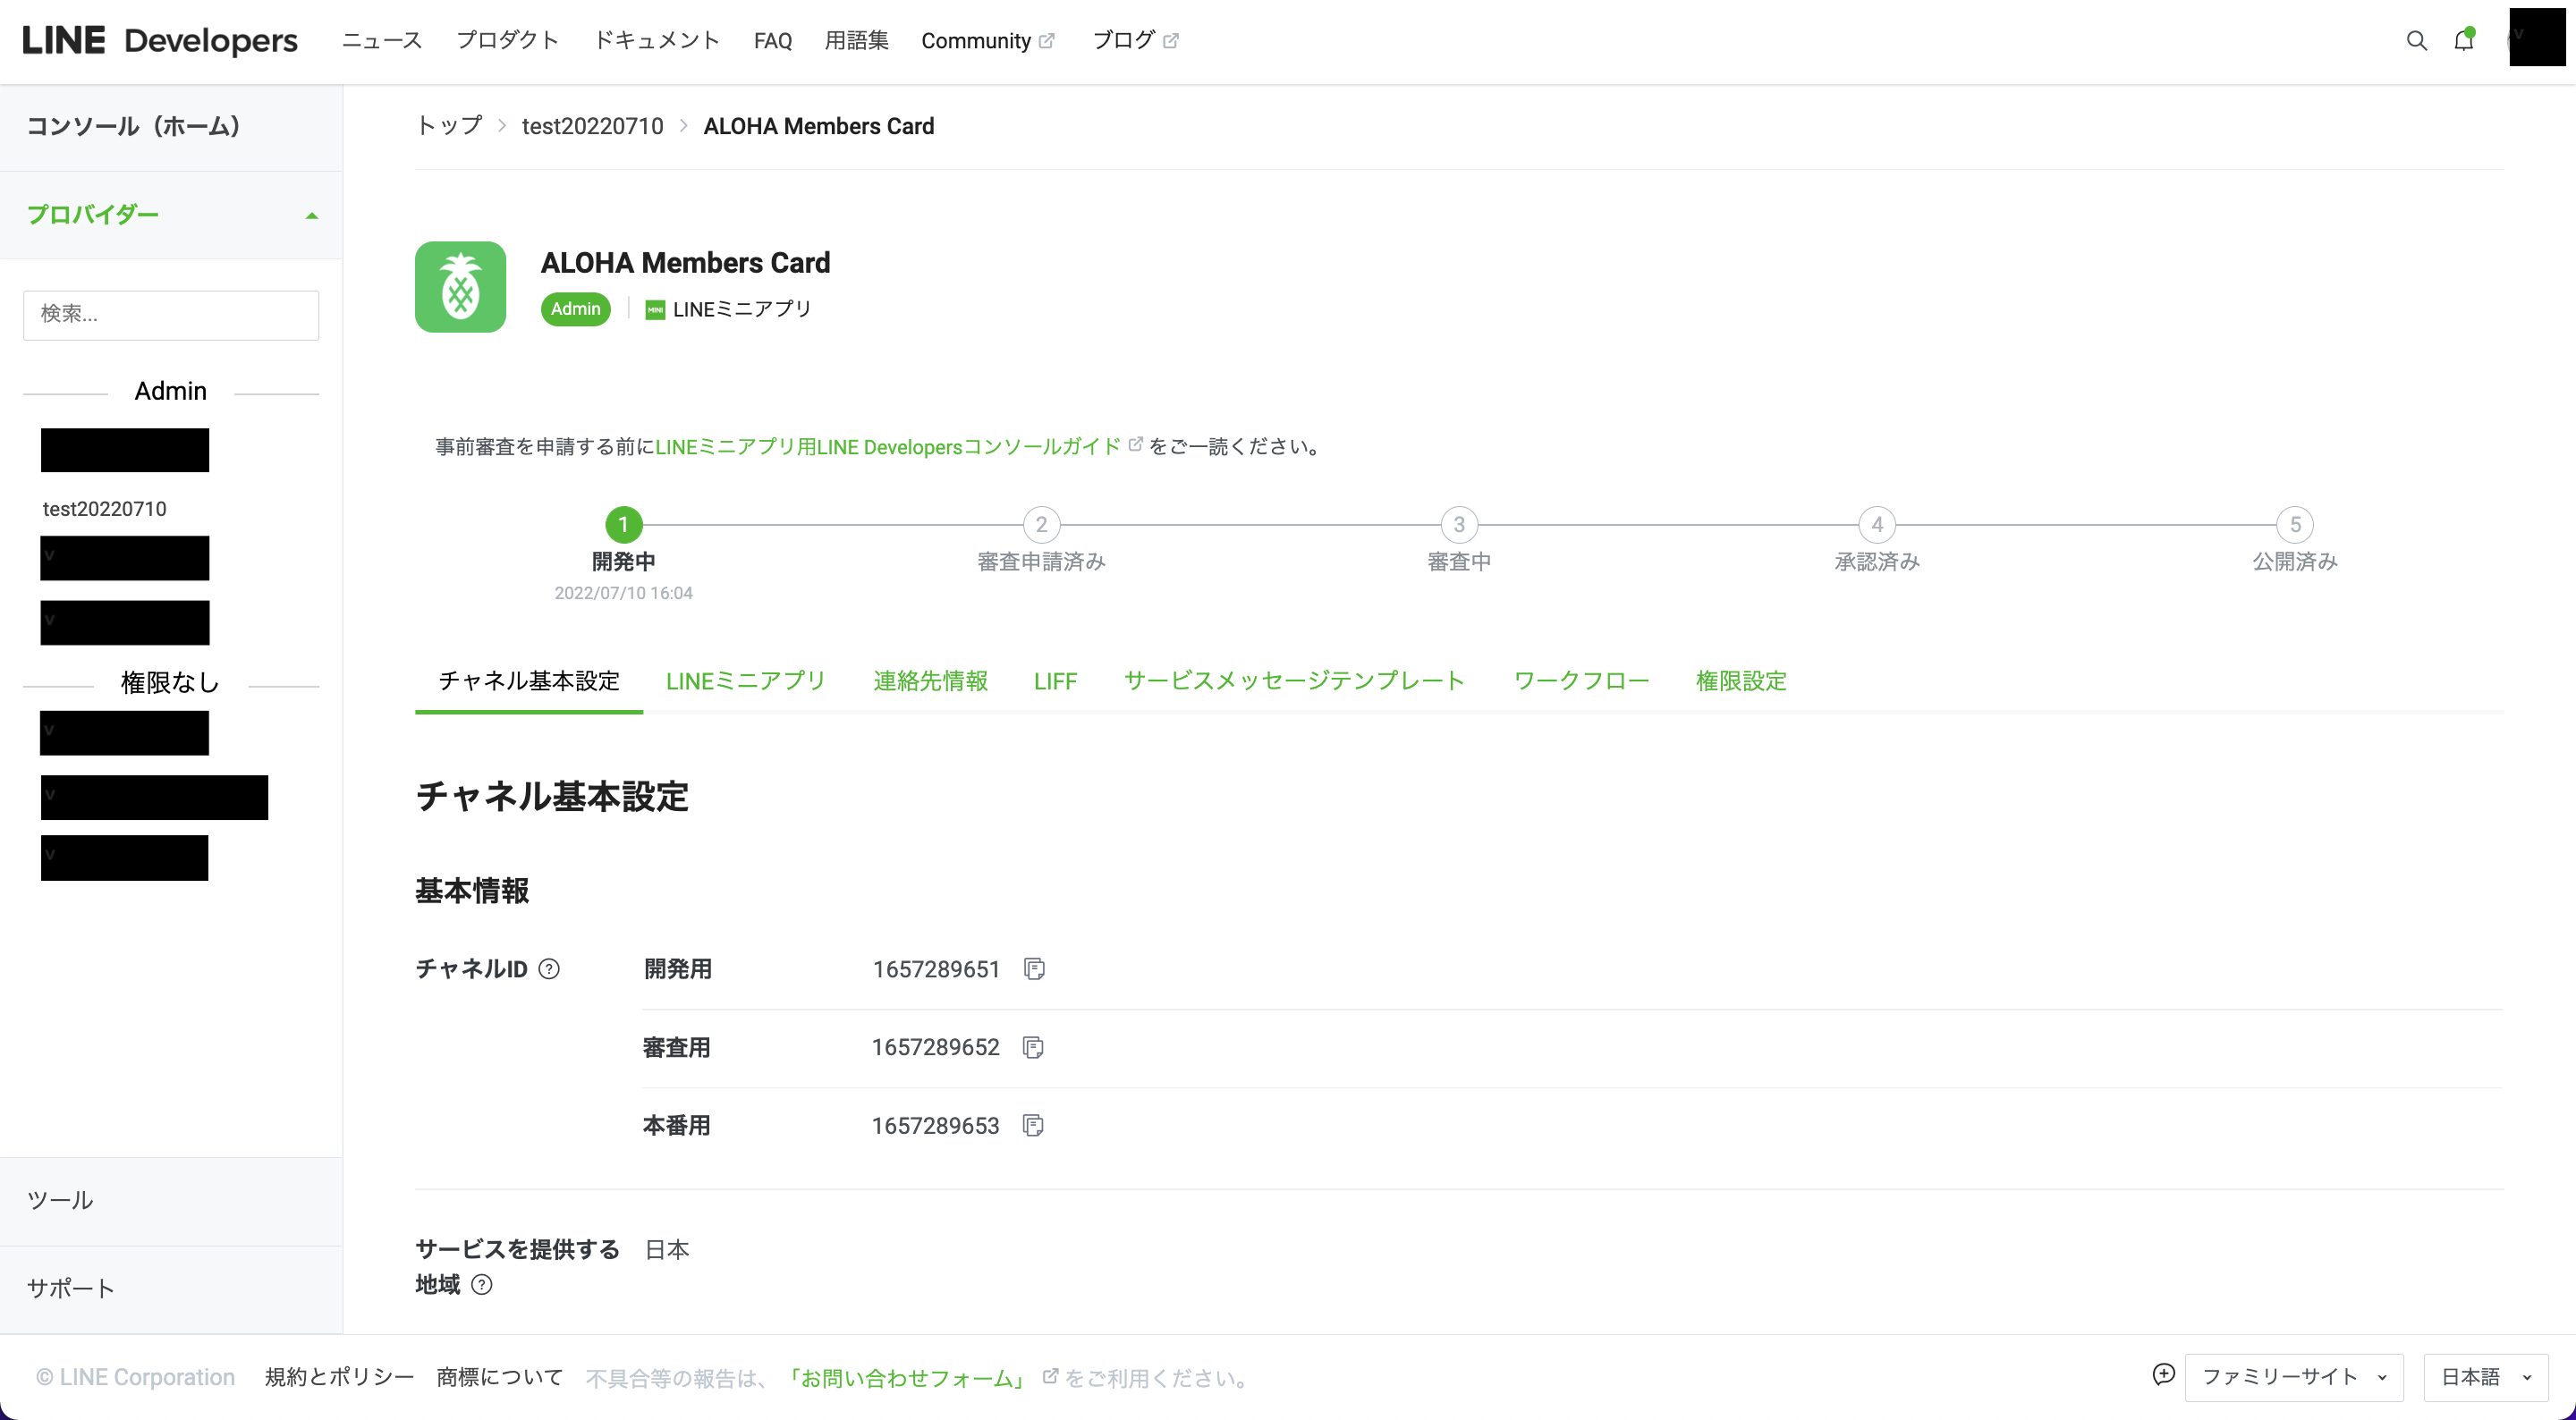 LINE Developers ニュース プロダクト ドキュメント FAQ 用語集 Community ブログ
コンソール（ホーム）
プロバイダー
検索...
Admin
test20220710
権限なし
ツール
サポート
トップ > test20220710 > ALOHA Members Card
ALOHA Members Card
Admin MINI LINEミニアプリ
事前審査を申請する前にLINEミニアプリ用LINE Developersコンソールガイドをご一読ください。
1 2 3 4 5
開発中 審査申請済み 審査中 承認済み 公開済み
2022/07/10 16:04
チャネル基本設定 LINEミニアプリ 連絡先情報 LIFF サービスメッセージテンプレート ワークフロー 権限設定
チャネル基本設定
基本情報
チャネルID ? 開発用 1657289651
審査用 1657289652
本番用 1657289653
サービスを提供する 日本
地域 ?
© LINE Corporation 規約とポリシー 商標について 不具合等の報告は、「お問い合わせフォーム」をご利用ください。 ファミリーサイト 日本語